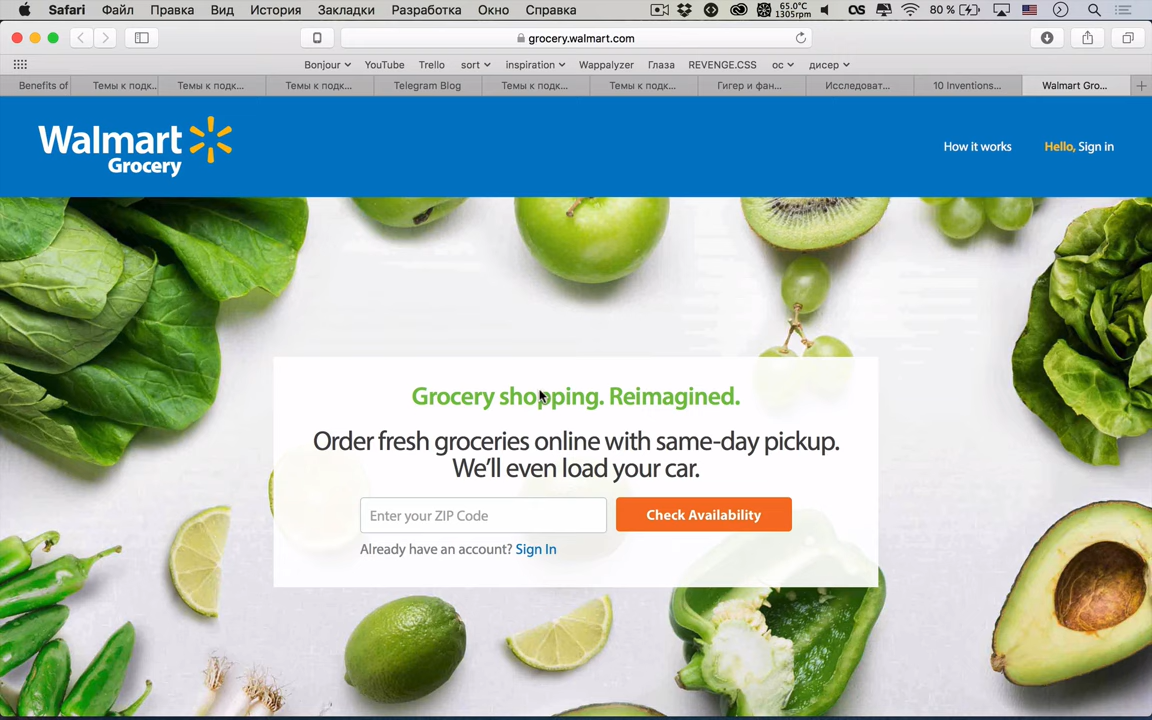 Safari Файл Правка Вид История Закладки Разработка Окно Справка 65.0°C 1305rpm 80 %
grocery.walmart.com
Bonjour YouTube Trello sort inspiration Wappalyzer Глаза REVENGE.CSS ос дисер
Benefits of Темы к подк... Темы к подк... Темы к подк... Telegram Blog Темы к подк... Темы к подк... Гигер и фан... Исследоват... 10 Inventions... Walmart Gro...
Walmart
Grocery
How it works Hello, Sign in
Grocery shopping. Reimagined.
Order fresh groceries online with same-day pickup.
We'll even load your car.
Enter your ZIP Code Check Availability
Already have an account? Sign In